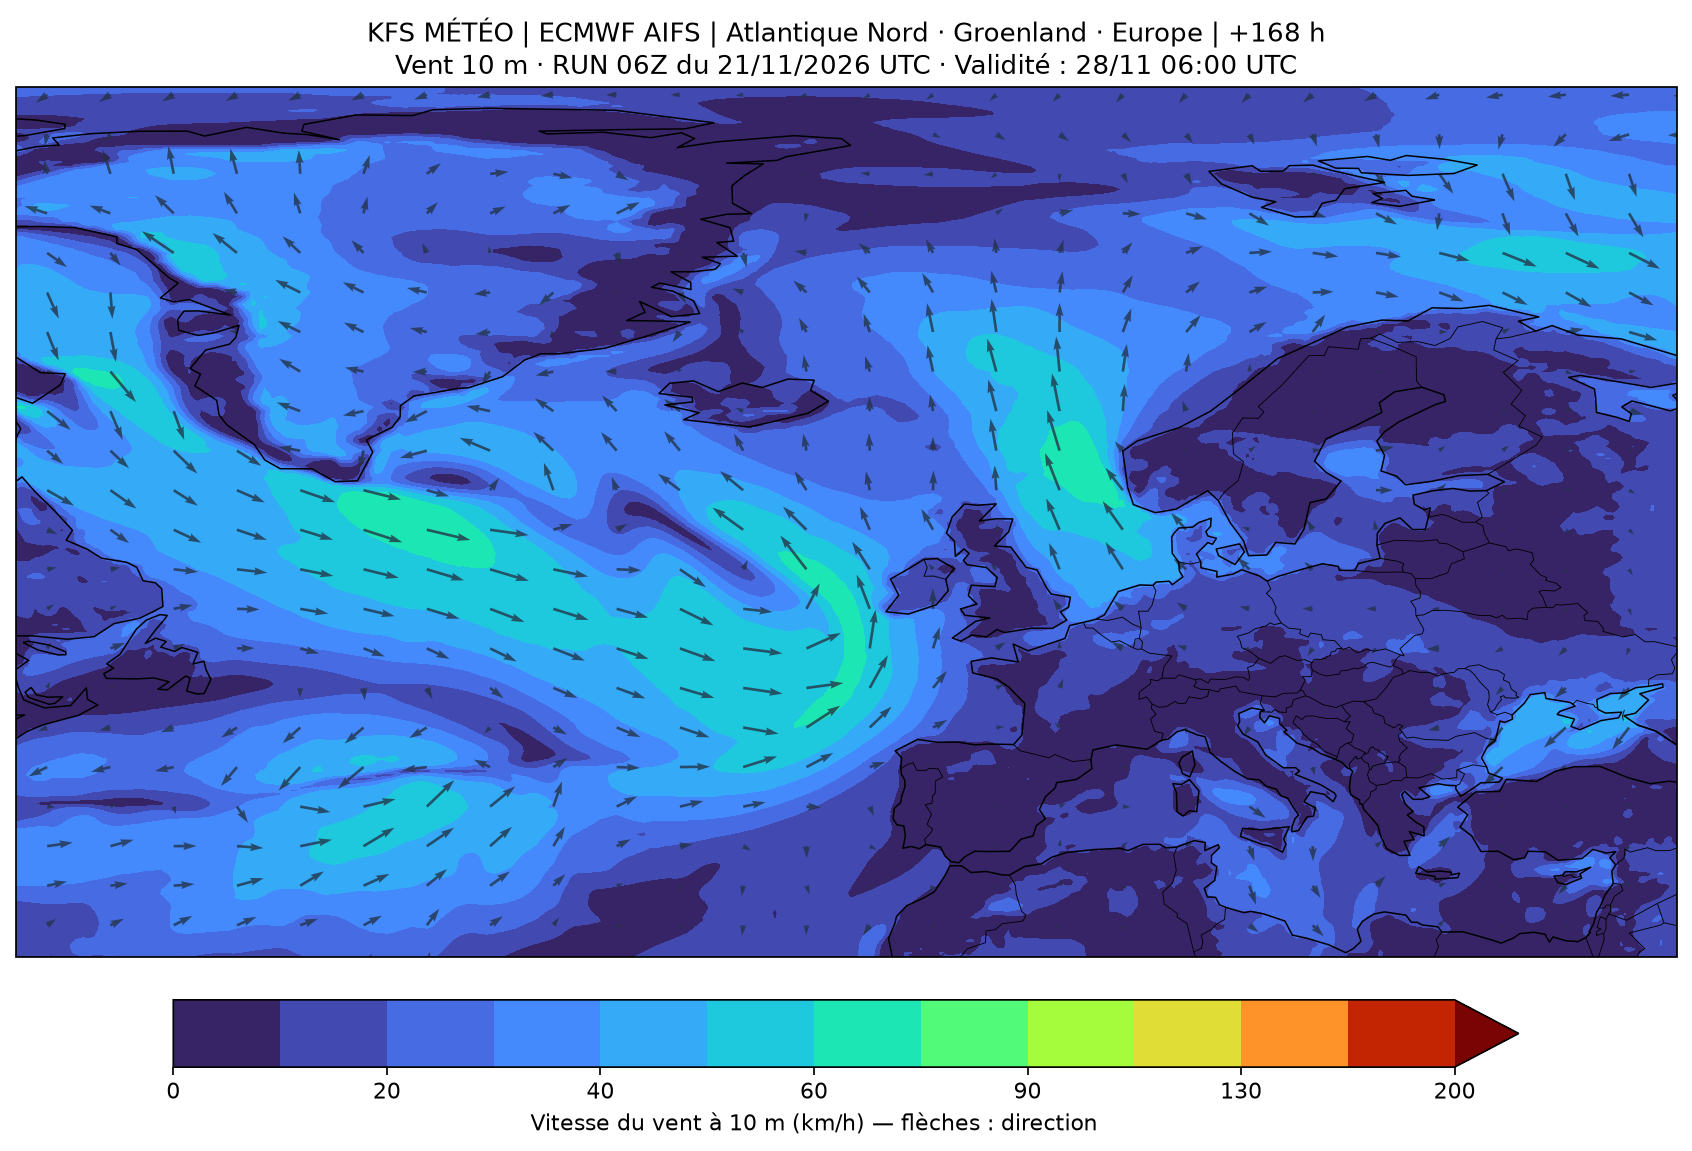 KFS MÉTÉO | ECMWF AIFS | Atlantique Nord · Groenland · Europe | +168 h
Vent 10 m · RUN 06Z du 21/11/2026 UTC · Validité : 28/11 06:00 UTC
0 20 40 60 90 130 200
Vitesse du vent à 10 m (km/h) — flèches : direction